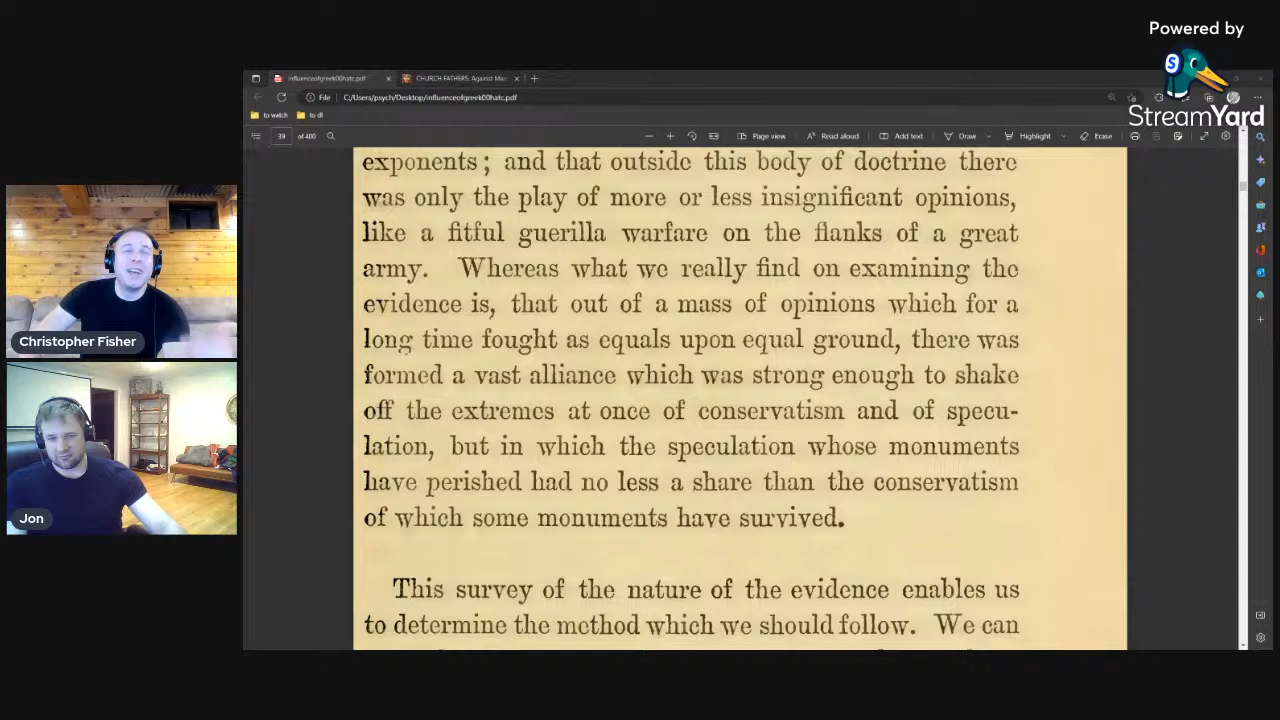 Powered by
StreamYard
influenceofgreek00hatc.pdf
CHURCH FATHERS: Against Mar
File
C:/Users/psych/Desktop/influenceofgreek00hatc.pdf
to watch
to dl
39 of 400
Page view
Read aloud
Add text
Draw
Highlight
Erase
exponents; and that outside this body of doctrine there
was only the play of more or less insignificant opinions,
like a fitful guerilla warfare on the flanks of a great
army. Whereas what we really find on examining the
evidence is, that out of a mass of opinions which for a
long time fought as equals upon equal ground, there was
formed a vast alliance which was strong enough to shake
off the extremes at once of conservatism and of specu-
lation, but in which the speculation whose monuments
have perished had no less a share than the conservatism
of which some monuments have survived.
This survey of the nature of the evidence enables us
to determine the method which we should follow. We can
Christopher Fisher
Jon